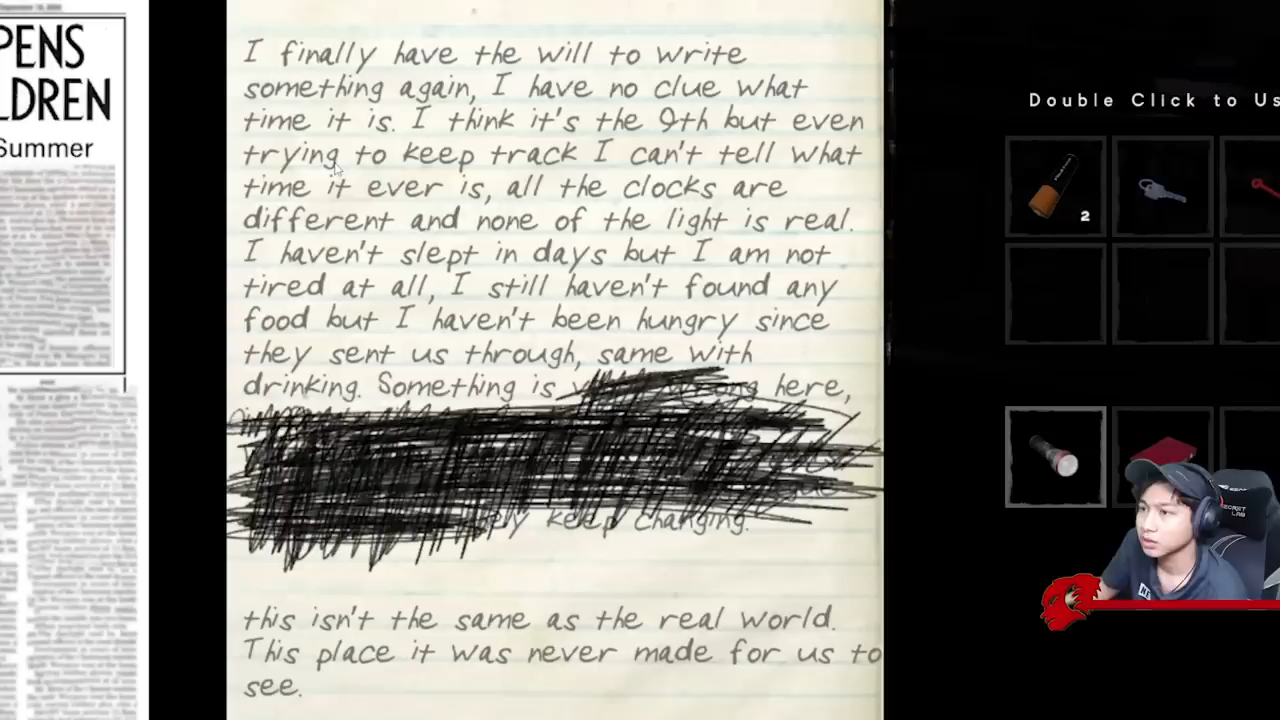 PENS
LDREN
Summer
I finally have the will to write
something again, I have no clue what
time it is. I think it's the 9th but even
trying to keep track I can't tell what
time it ever is, all the clocks are
different and none of the light is real.
I haven't slept in days but I am not
tired at all, I still haven't found any
food but I haven't been hungry since
they sent us through, same with
drinking. Something is wrong here,
keep changing.
this isn't the same as the real world.
This place it was never made for us to
see.
Double Click to Us
2
SECRET
LAB